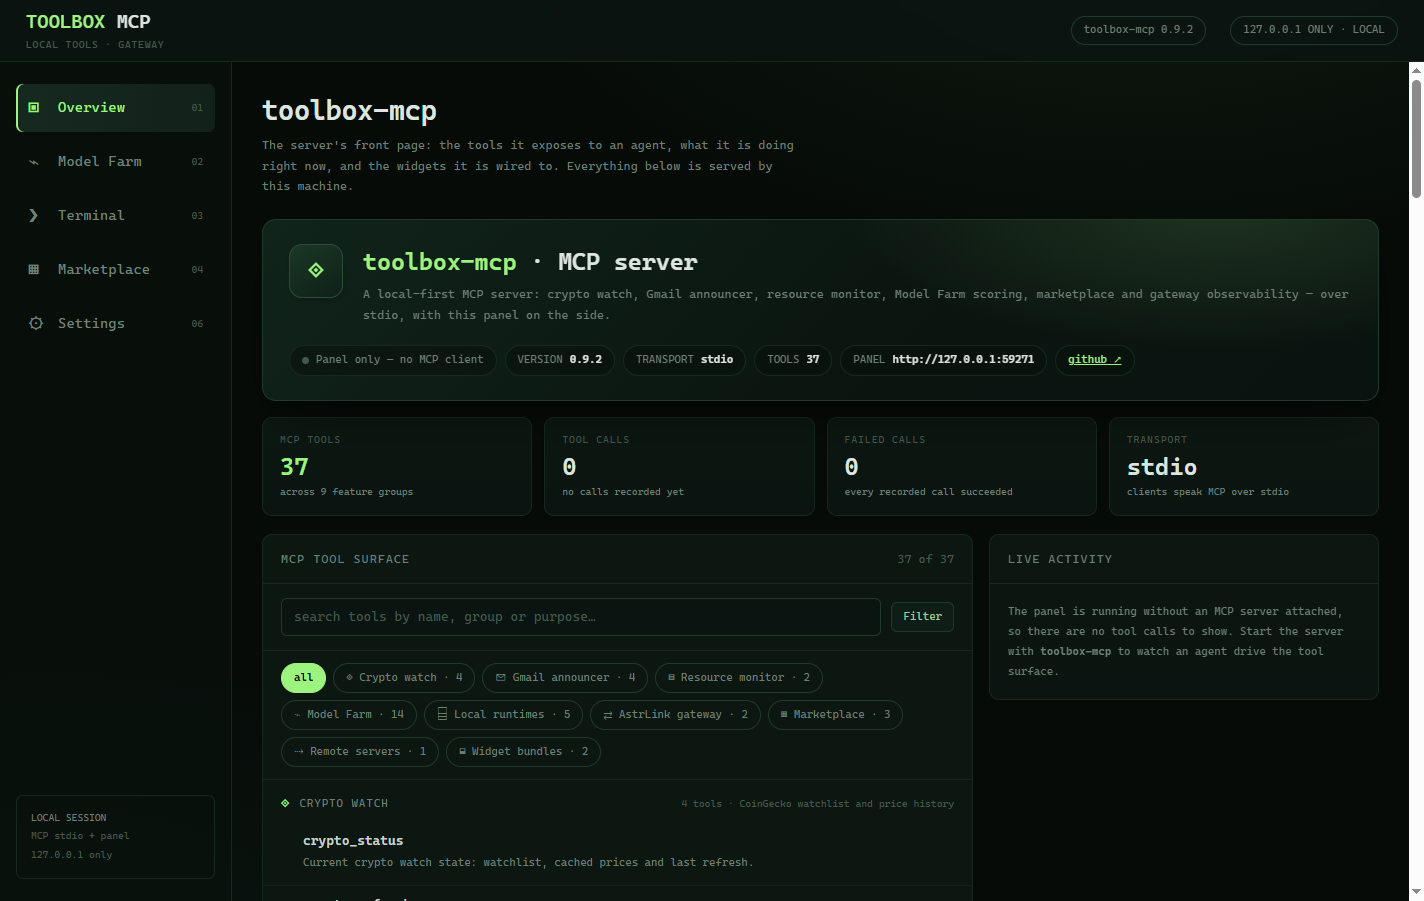 TOOLBOX MCP
LOCAL TOOLS · GATEWAY
toolbox-mcp 0.9.2
127.0.0.1 ONLY · LOCAL
Overview 01
Model Farm 02
Terminal 03
Marketplace 04
Settings 06
LOCAL SESSION
MCP stdio + panel
127.0.0.1 only
toolbox-mcp
The server's front page: the tools it exposes to an agent, what it is doing
right now, and the widgets it is wired to. Everything below is served by
this machine.
toolbox-mcp · MCP server
A local-first MCP server: crypto watch, Gmail announcer, resource monitor, Model Farm scoring, marketplace and gateway observability — over
stdio, with this panel on the side.
Panel only — no MCP client
VERSION 0.9.2
TRANSPORT stdio
TOOLS 37
PANEL http://127.0.0.1:59271
github ↗
MCP TOOLS
37
across 9 feature groups
TOOL CALLS
0
no calls recorded yet
FAILED CALLS
0
every recorded call succeeded
TRANSPORT
stdio
clients speak MCP over stdio
MCP TOOL SURFACE
37 of 37
search tools by name, group or purpose…
Filter
all
Crypto watch · 4
Gmail announcer · 4
Resource monitor · 2
Model Farm · 14
Local runtimes · 5
AstrLink gateway · 2
Marketplace · 3
Remote servers · 1
Widget bundles · 2
CRYPTO WATCH
4 tools · CoinGecko watchlist and price history
crypto_status
Current crypto watch state: watchlist, cached prices and last refresh.
LIVE ACTIVITY
The panel is running without an MCP server attached,
so there are no tool calls to show. Start the server
with toolbox-mcp to watch an agent drive the tool
surface.